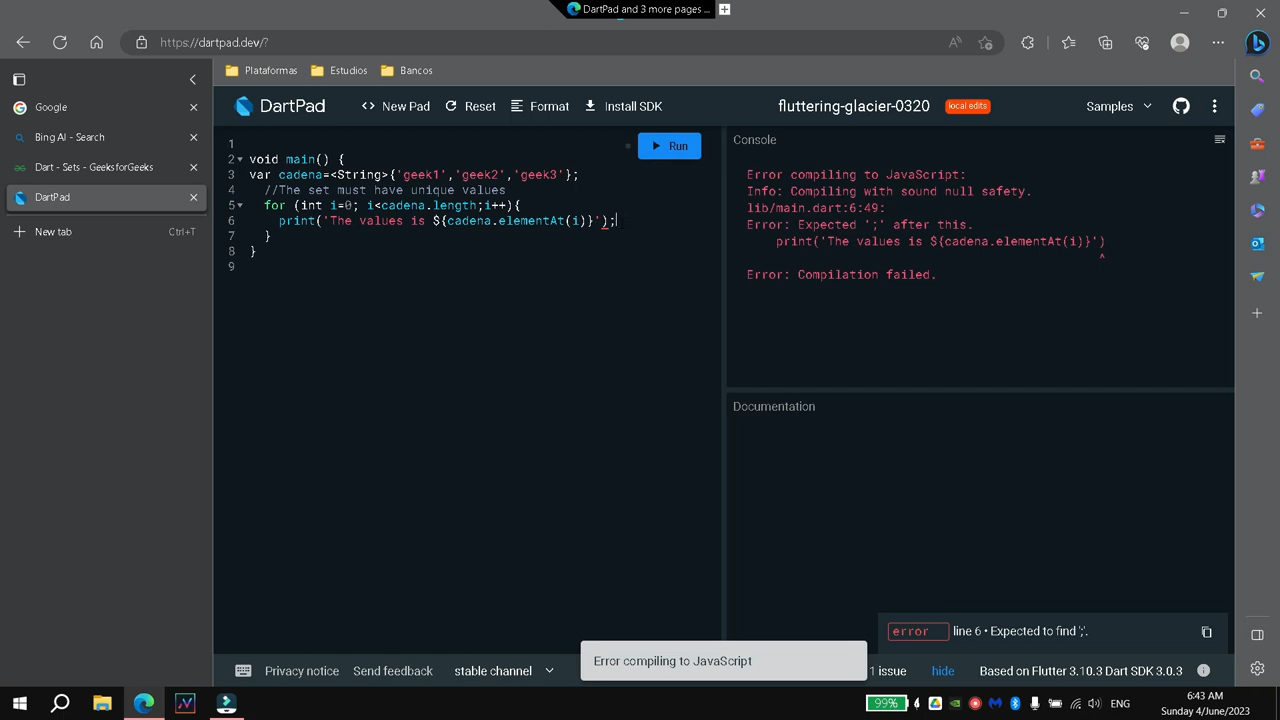 DartPad and 3 more pages ...
https://dartpad.dev/?
Plataformas
Estudios
Bancos
Google
Bing AI - Search
Dart - Sets - GeeksforGeeks
DartPad
New tab
Ctrl+T
DartPad
New Pad
Reset
Format
Install SDK
fluttering-glacier-0320
local edits
Samples
Run
1
2 void main() {
3 var cadena=<String>{'geek1','geek2','geek3'};
4 //The set must have unique values
5 for (int i=0; i<cadena.length;i++){
6 print('The values is ${cadena.elementAt(i)}');
7 }
8 }
9
Console
Error compiling to JavaScript:
Info: Compiling with sound null safety.
lib/main.dart:6:49:
Error: Expected ';' after this.
print('The values is ${cadena.elementAt(i)}')
^
Error: Compilation failed.
Documentation
error line 6 • Expected to find ';'.
Privacy notice
Send feedback
stable channel
Error compiling to JavaScript
1 issue
hide
Based on Flutter 3.10.3 Dart SDK 3.0.3
99%
ENG
6:43 AM
Sunday 4/June/2023